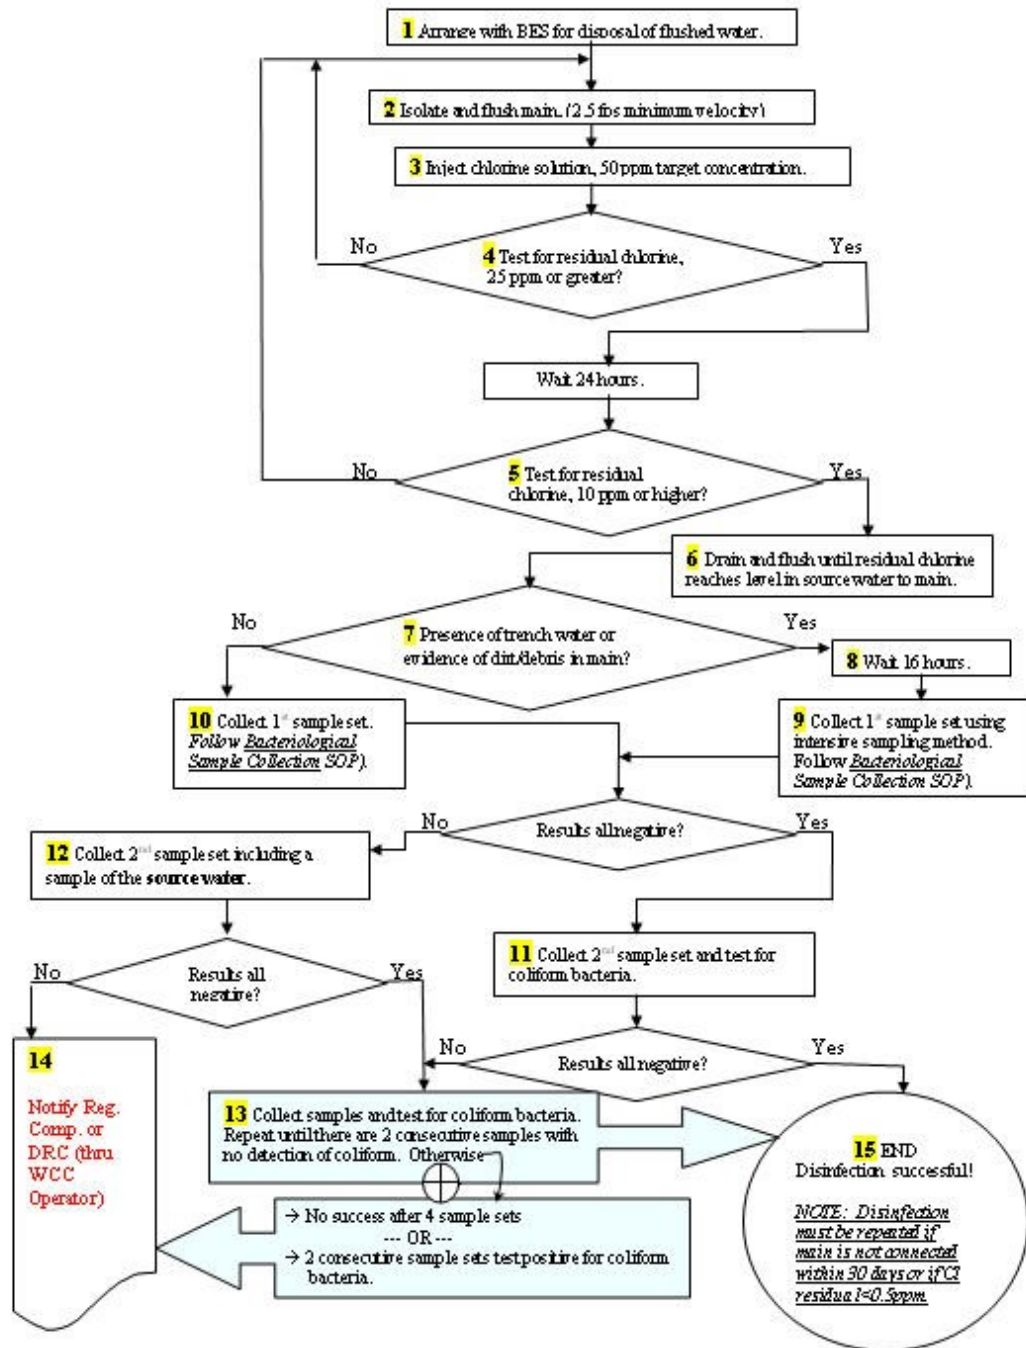 1 Arrange with BES for disposal of flushed water.
2 Isolate and flush main. (2.5 fps minimum velocity)
3 Inject chlorine solution, 50 ppm target concentration.
No
Yes
4 Test for residual chlorine,
25 ppm or greater?
Wait 24 hours.
No
Yes
5 Test for residual
chlorine, 10 ppm or higher?
6 Drain and flush until residual chlorine
reaches level in source water to main.
No
Yes
7 Presence of trench water or
evidence of dirt/debris in main?
8 Wait 16 hours.
10 Collect 1st sample set.
Follow Bacteriological
Sample Collection SOP).
9 Collect 1st sample set using
intensive sampling method.
Follow Bacteriological
Sample Collection SOP).
No
Results all negative?
Yes
12 Collect 2nd sample set including a
sample of the source water.
11 Collect 2nd sample set and test for
coliform bacteria.
No
Results all
negative?
Yes
No
Results all negative?
Yes
14
Notify Reg.
Comp. or
DRC (thru
WCC
Operator)
13 Collect samples and test for coliform bacteria.
Repeat until there are 2 consecutive samples with
no detection of coliform. Otherwise
→ No success after 4 sample sets
--- OR ---
→ 2 consecutive sample sets test positive for coliform
bacteria.
15 END
Disinfection successful!
NOTE: Disinfection
must be repeated if
main is not connected
within 30 days or if Cl
residual<0.5ppm